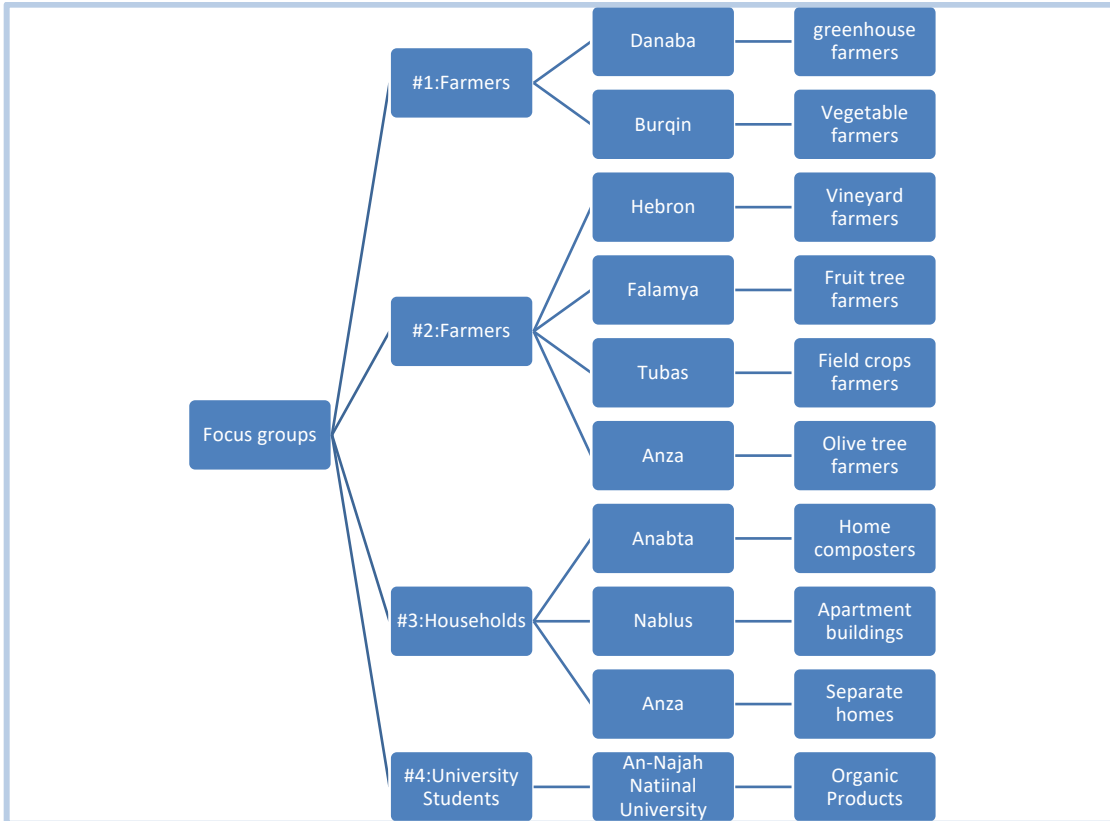 Focus groups
#1:Farmers
Danaba
greenhouse
farmers
Burqin
Vegetable
farmers
#2:Farmers
Hebron
Vineyard
farmers
Falamya
Fruit tree
farmers
Tubas
Field crops
farmers
Anza
Olive tree
farmers
#3:Households
Anabta
Home
composters
Nablus
Apartment
buildings
Anza
Separate
homes
#4:University
Students
An-Najah
Natiinal
University
Organic
Products